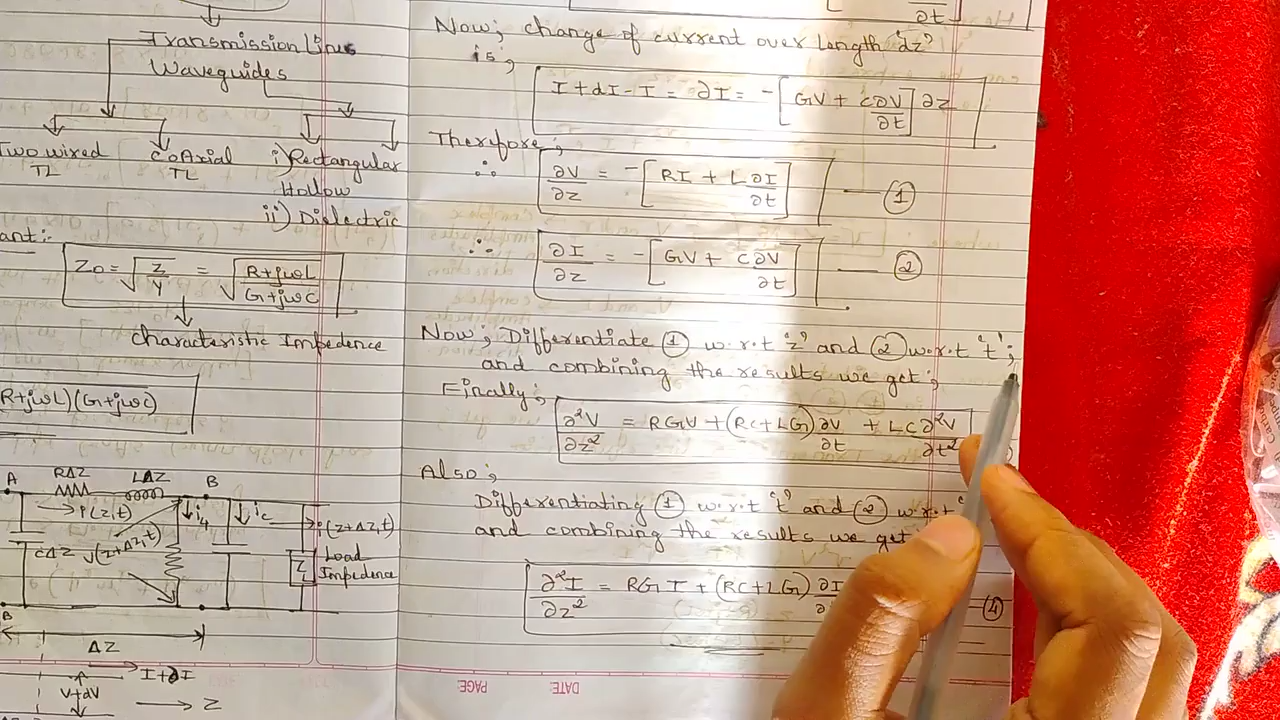 Transmission Lines
Waveguides
Two wired
TL
CoAxial
TL
i) Rectangular
Hollow
ii) Dielectric
ant:-
Z0 = √(Z/Y) = √((R+jωL)/(G+jωC))
characteristic Impedence
R+jωL)(G+jωC)
A
RΔZ
LΔZ
B
i(z,t)
i4
ic
i(z+ΔZ,t)
CΔZ
v(z+ΔZ,t)
Load
Impedence
ZL
B
ΔZ
I+∂I
V+dV
Z
∂t
Now; change of current over Length 'dz'
is;
I+dI-I = ∂I = -[GV + C∂V/∂t] ∂z
Therefore;
∴ ∂V/∂z = -[RI + L∂I/∂t] — ①
∴ ∂I/∂z = -[GV + C∂V/∂t] — ②
Now; Differentiate ① w.r.t 'z' and ② w.r.t 't';
and combining the results we get;
Finally;
∂²V/∂z² = RGV + (RC+LG)∂V/∂t + LC∂²V/∂t²
Also;
Differentiating ① w.r.t 't' and ② w.r.t
and combining the results we get
∂²I/∂z² = RGI + (RC+LG)∂I/∂ ④
DATE:
PAGE: